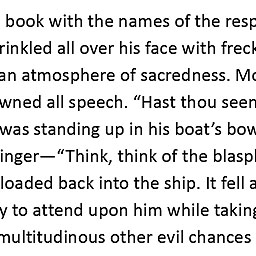 book with the names of the resp
rinkled all over his face with freck
an atmosphere of sacredness. Mo
wned all speech. “Hast thou seen
was standing up in his boat’s bow
inger—“Think, think of the blasp
loaded back into the ship. It fell a
y to attend upon him while taking
multitudinous other evil chances